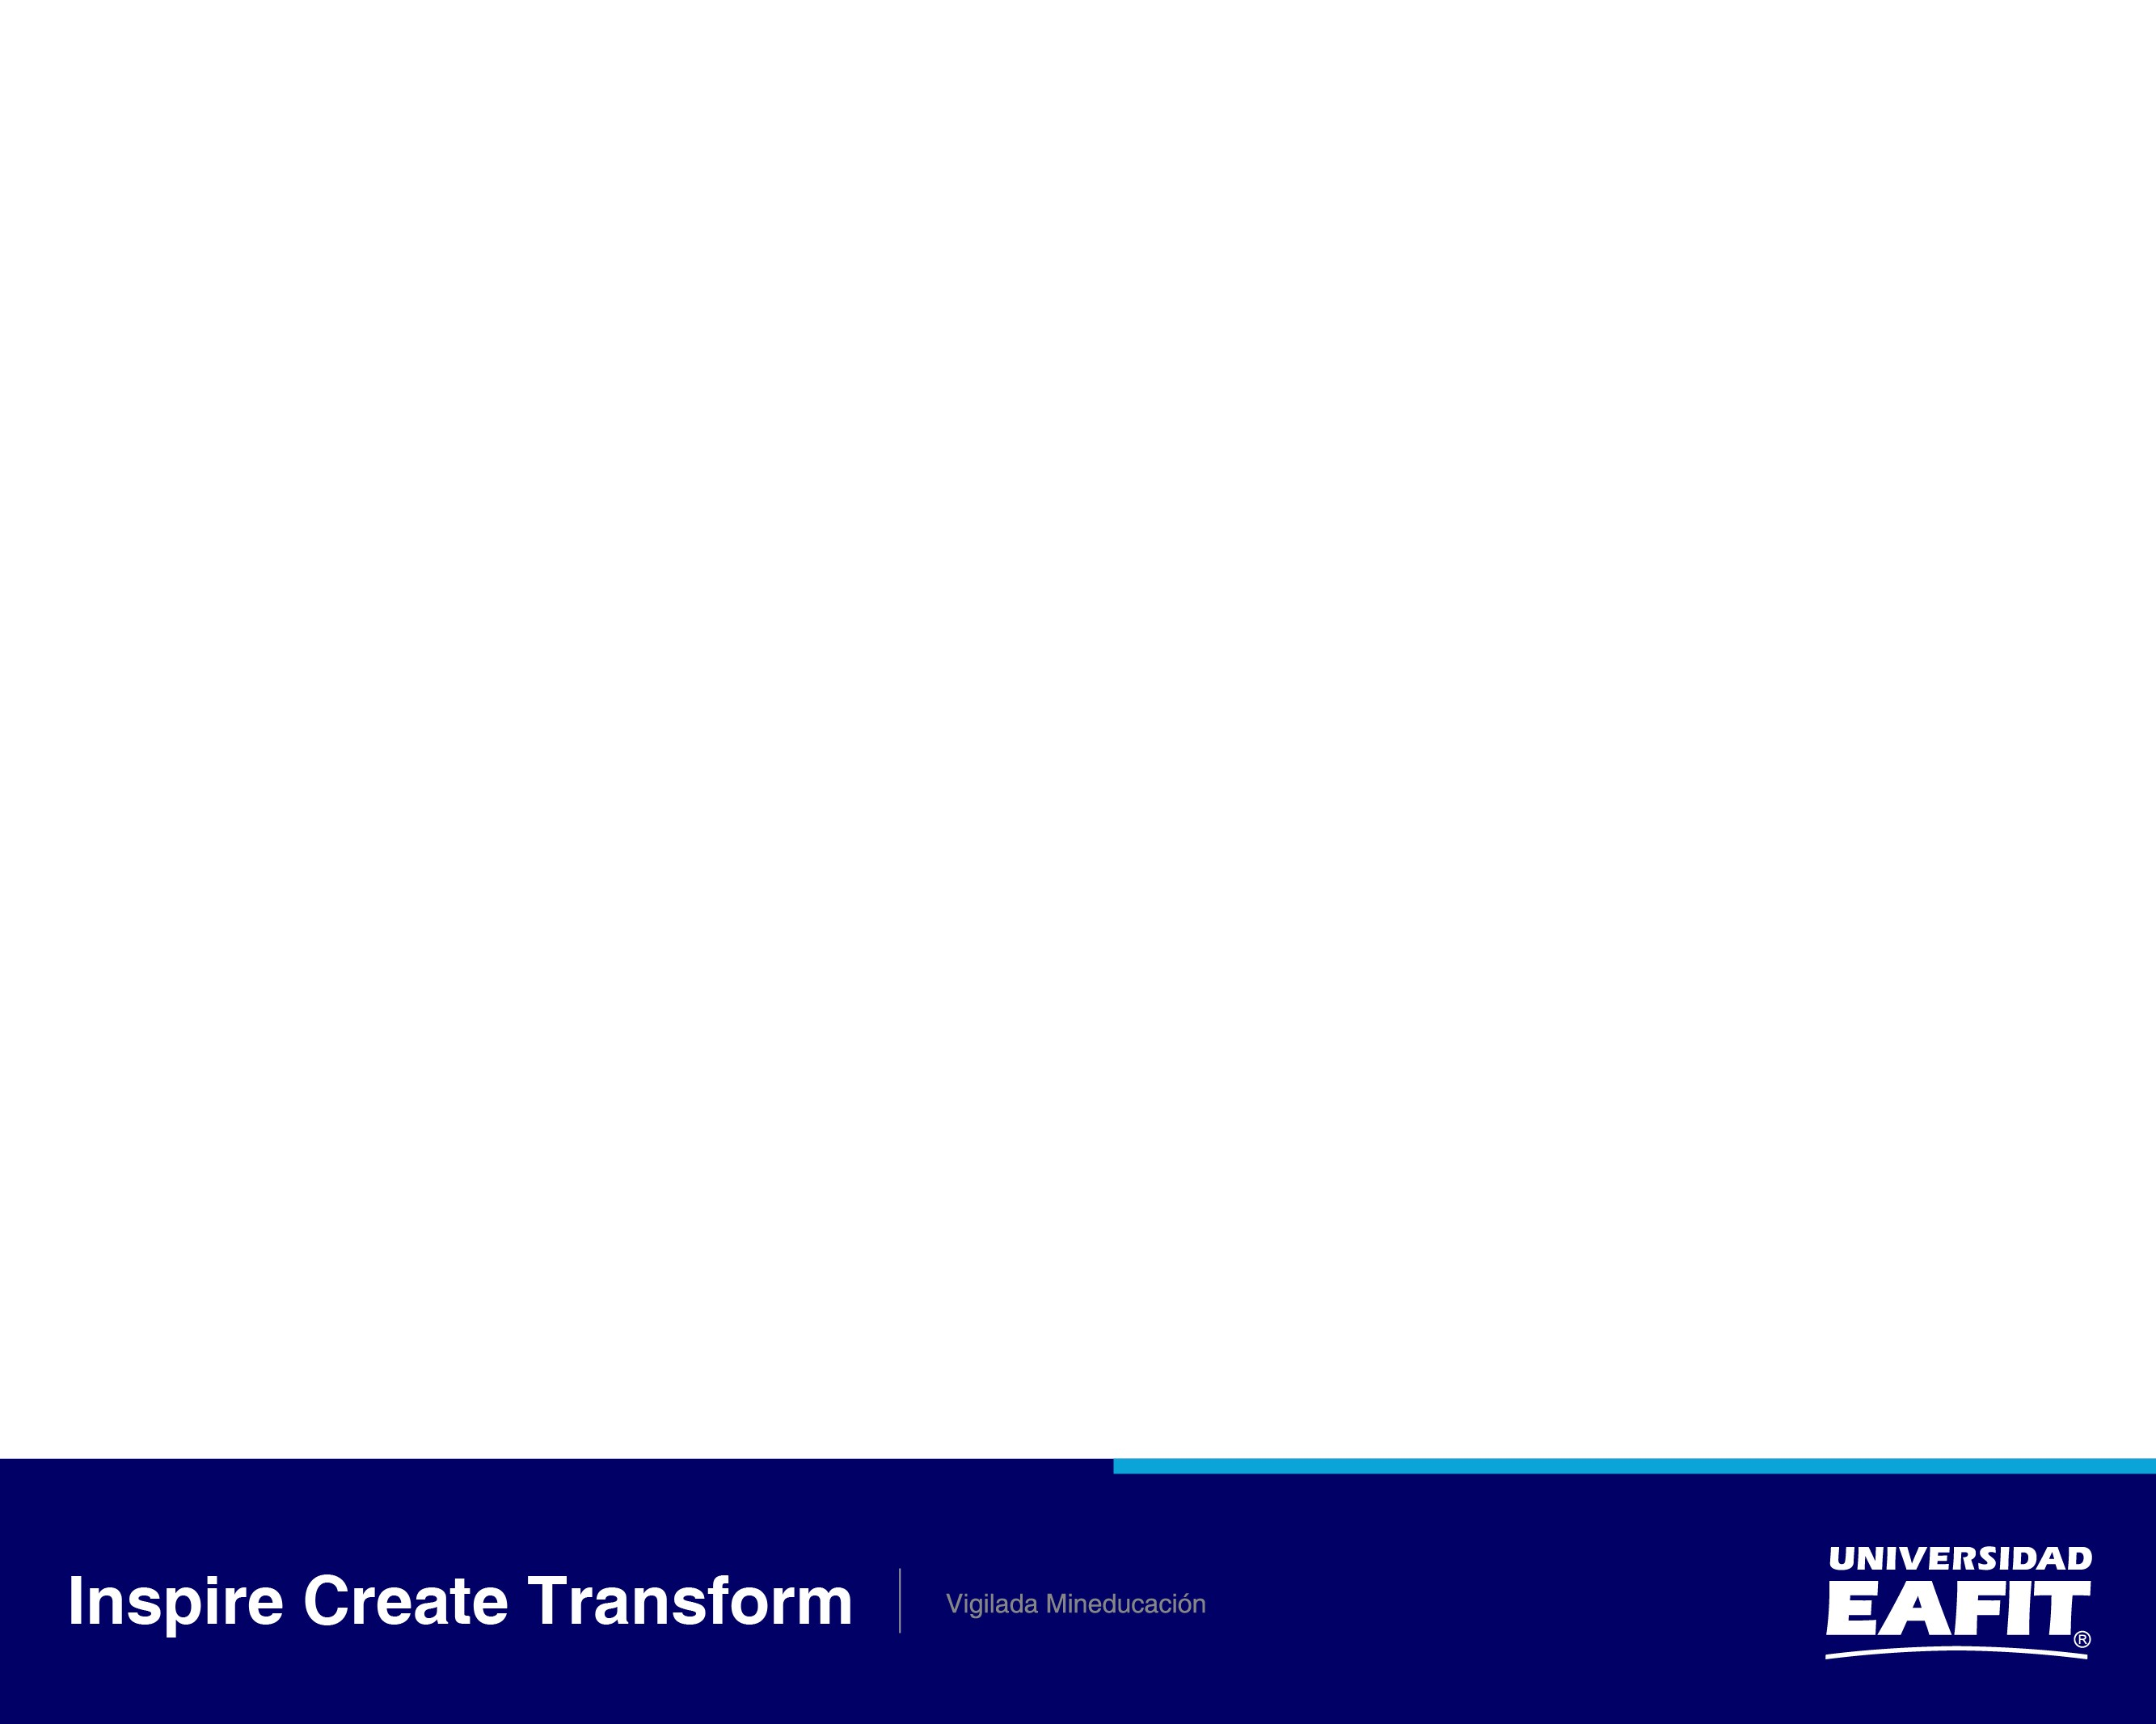 Inspire Create Transform
Vigilada Mineducación
UNIVERSIDAD
EAFIT®